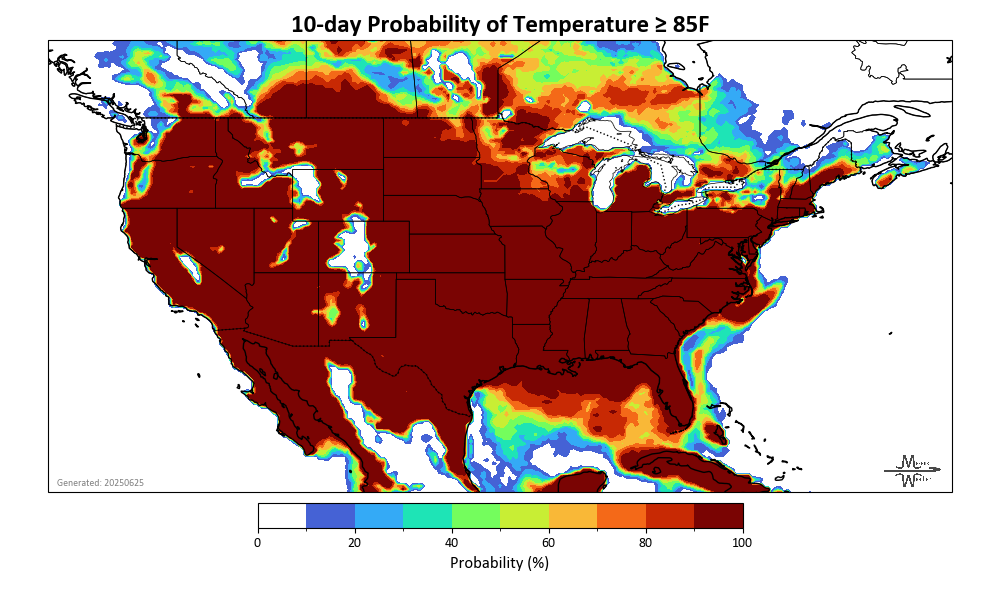 10-day Probability of Temperature ≥ 85F
Generated: 20250625
0 20 40 60 80 100
Probability (%)